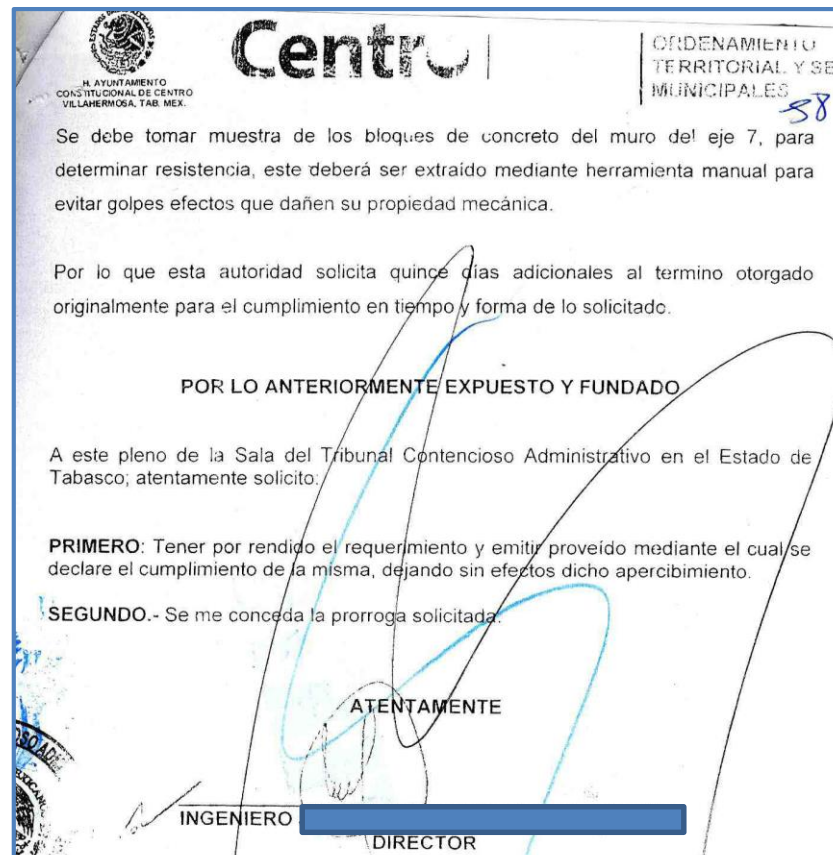 Centro
ORDENAMIENTO
TERRITORIAL Y SE
MUNICIPALES
H. AYUNTAMIENTO
CONSTITUCIONAL DE CENTRO
VILLAHERMOSA, TAB. MEX.
Se debe tomar muestra de los bloques de concreto del muro del eje 7, para
determinar resistencia, este deberá ser extraído mediante herramienta manual para
evitar golpes efectos que dañen su propiedad mecánica.
Por lo que esta autoridad solicita quince días adicionales al termino otorgado
originalmente para el cumplimiento en tiempo y forma de lo solicitado.
POR LO ANTERIORMENTE EXPUESTO Y FUNDADO
A este pleno de la Sala del Tribunal Contencioso Administrativo en el Estado de
Tabasco; atentamente solicito:
PRIMERO: Tener por rendido el requerimiento y emitir proveído mediante el cual se
declare el cumplimiento de la misma, dejando sin efectos dicho apercibimiento.
SEGUNDO.- Se me conceda la prorroga solicitada.
ATENTAMENTE
INGENIERO
DIRECTOR